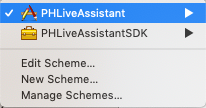 PHLiveAssistant
PHLiveAssistantSDK
Edit Scheme...
New Scheme...
Manage Schemes...